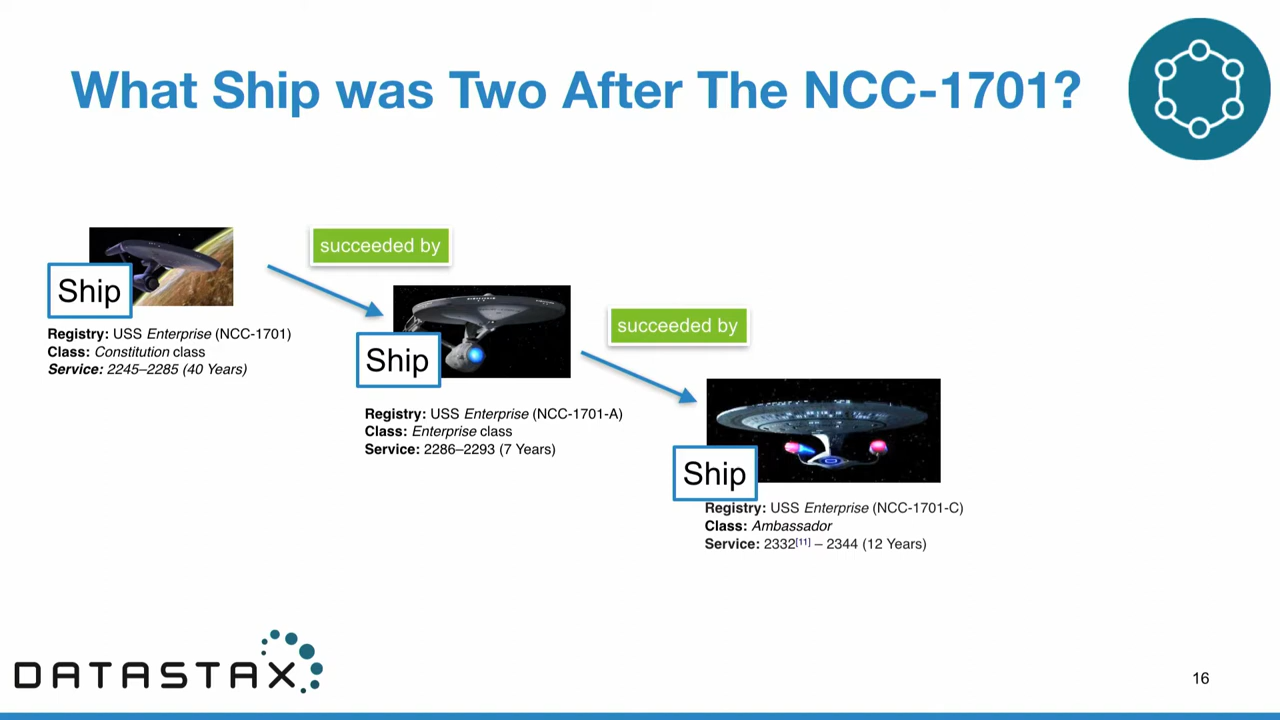 What Ship was Two After The NCC-1701?
succeeded by
Ship
Registry: USS Enterprise (NCC-1701)
Class: Constitution class
Service: 2245–2285 (40 Years)
succeeded by
Ship
Registry: USS Enterprise (NCC-1701-A)
Class: Enterprise class
Service: 2286–2293 (7 Years)
Ship
Registry: USS Enterprise (NCC-1701-C)
Class: Ambassador
Service: 2332[11] – 2344 (12 Years)
DATASTAX
16